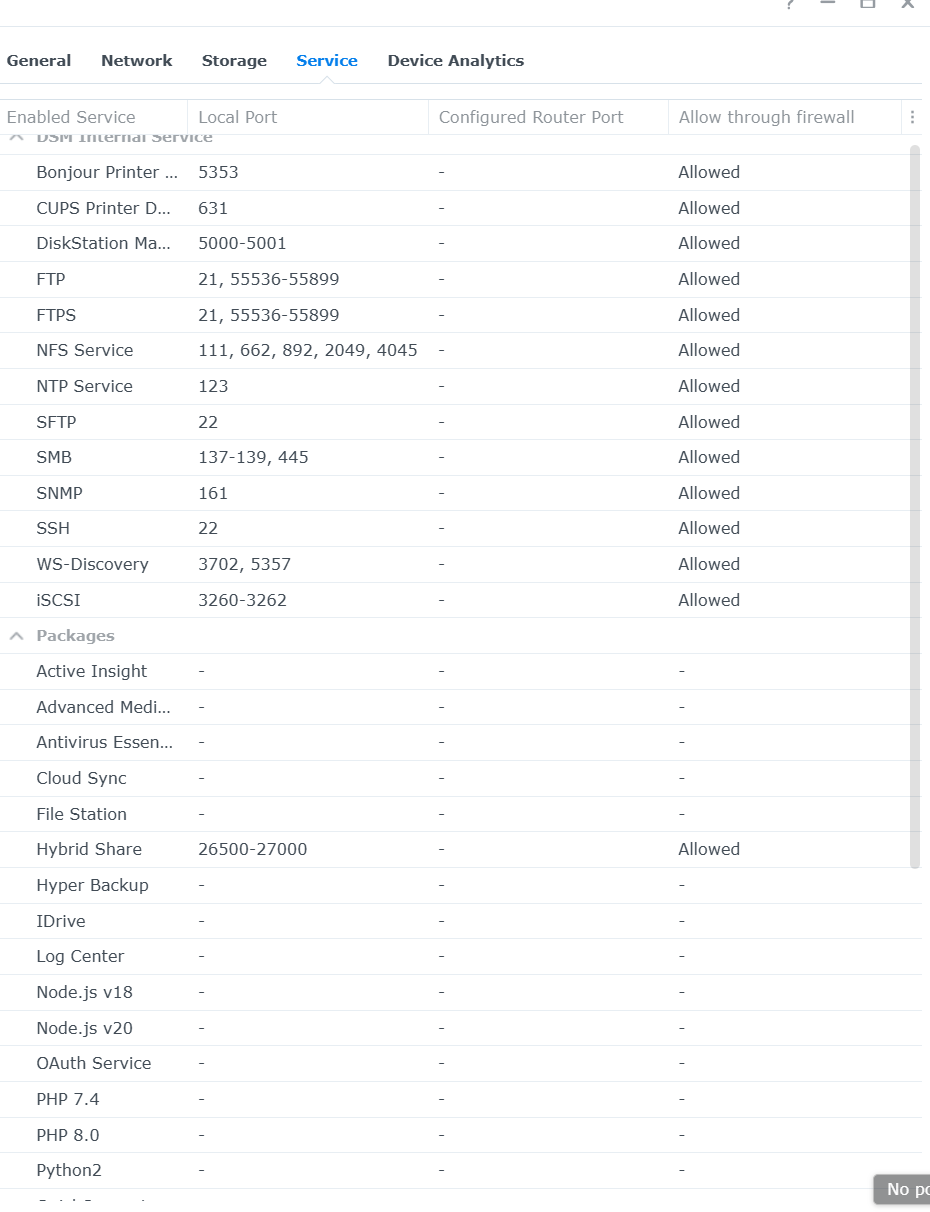 ?
General Network Storage Service Device Analytics
Enabled Service Local Port Configured Router Port Allow through firewall
DSM Internal Service
Bonjour Printer ... 5353 - Allowed
CUPS Printer D... 631 - Allowed
DiskStation Ma... 5000-5001 - Allowed
FTP 21, 55536-55899 - Allowed
FTPS 21, 55536-55899 - Allowed
NFS Service 111, 662, 892, 2049, 4045 - Allowed
NTP Service 123 - Allowed
SFTP 22 - Allowed
SMB 137-139, 445 - Allowed
SNMP 161 - Allowed
SSH 22 - Allowed
WS-Discovery 3702, 5357 - Allowed
iSCSI 3260-3262 - Allowed
Packages
Active Insight - - -
Advanced Medi... - - -
Antivirus Essen... - - -
Cloud Sync - - -
File Station - - -
Hybrid Share 26500-27000 - Allowed
Hyper Backup - - -
IDrive - - -
Log Center - - -
Node.js v18 - - -
Node.js v20 - - -
OAuth Service - - -
PHP 7.4 - - -
PHP 8.0 - - -
Python2 - - -
No po